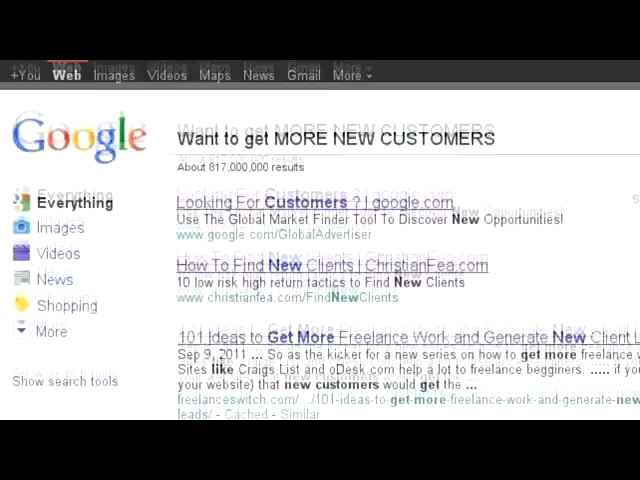 +You Web Images Videos Maps News Gmail More
Google
Want to get MORE NEW CUSTOMERS
About 817,000,000 results
Everything
Images
Videos
News
Shopping
More
Show search tools
Looking For Customers ? | google.com
Use The Global Market Finder Tool To Discover New Opportunities!
www.google.com/GlobalAdvertiser
How To Find New Clients | ChristianFea.com
10 low risk high return tactics to Find New Clients
www.christianfea.com/FindNewClients
101 Ideas to Get More Freelance Work and Generate New Client L
Sep 9, 2011 ... So as the kicker for a new series on how to get more freelance
Sites like Craigs List and oDesk.com help a lot to freelance begginers. ..... if you
your website) that new customers would get the ...
freelanceswitch.com/.../101-ideas-to-get-more-freelance-work-and-generate-new
leads/ - Cached - Similar